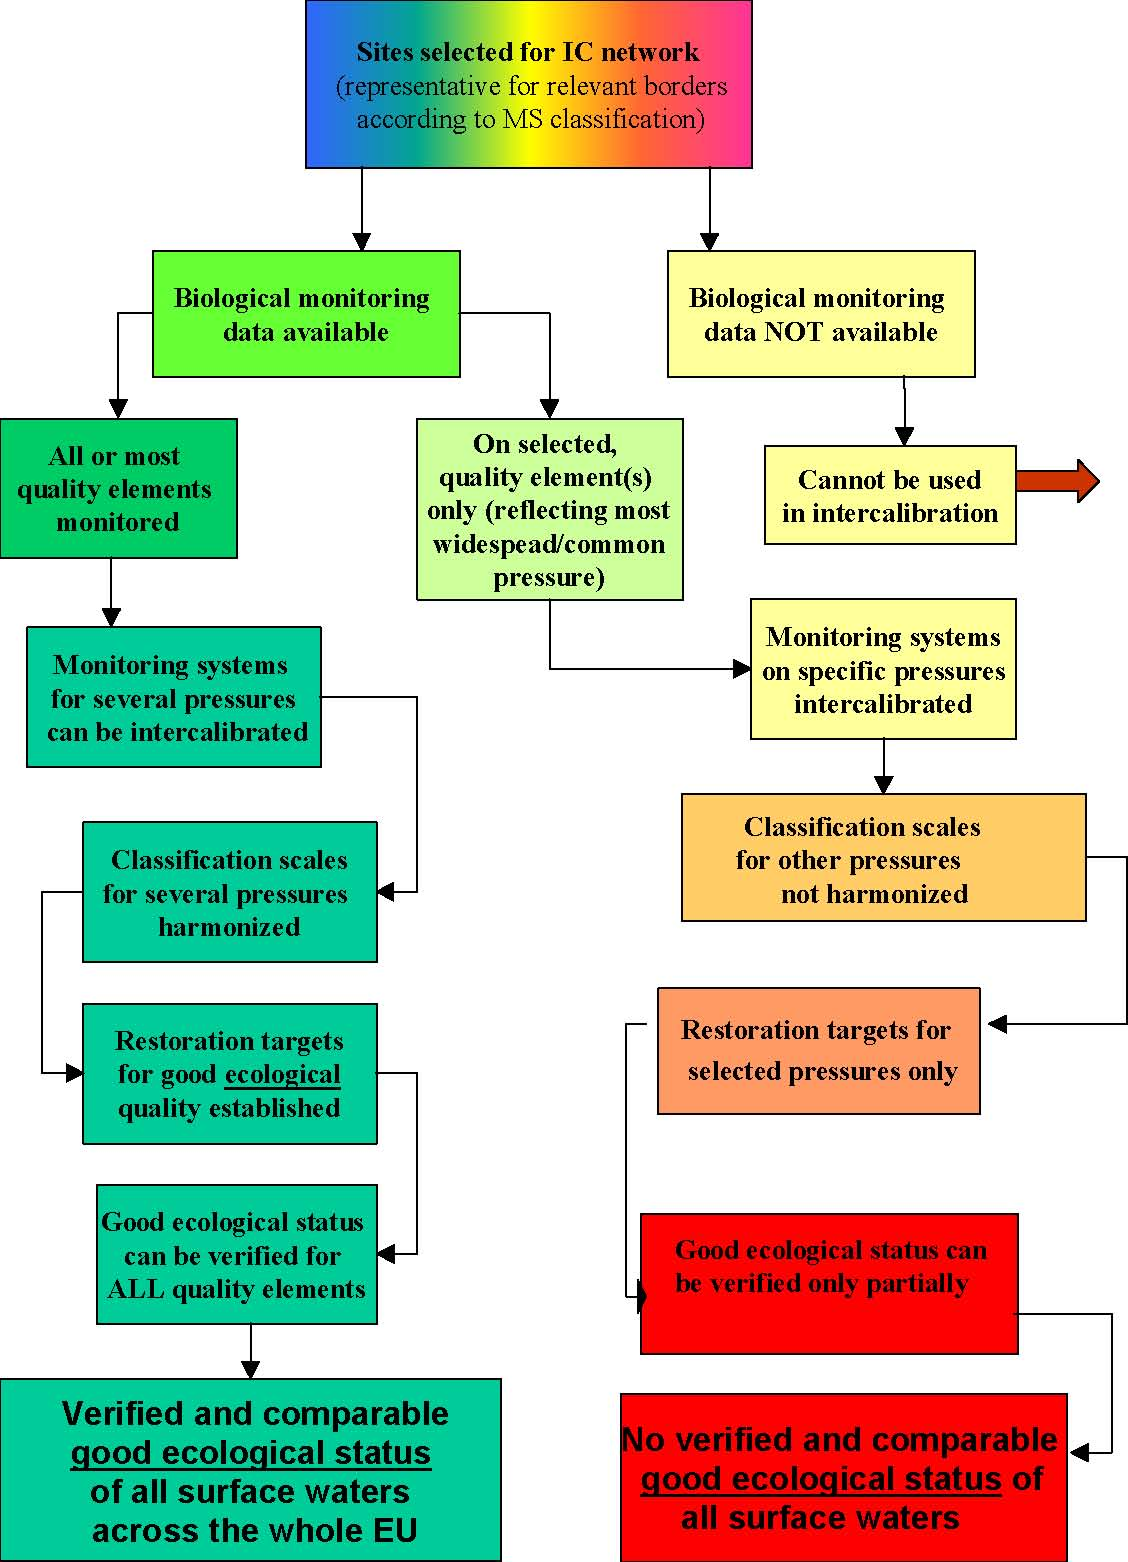 Sites selected for IC network
(representative for relevant borders
according to MS classification)
Biological monitoring
data available
Biological monitoring
data NOT available
All or most
quality elements
monitored
On selected,
quality element(s)
only (reflecting most
widespead/common
pressure)
Cannot be used
in intercalibration
Monitoring systems
for several pressures
can be intercalibrated
Monitoring systems
on specific pressures
intercalibrated
Classification scales
for several pressures
harmonized
Classification scales
for other pressures
not harmonized
Restoration targets
for good ecological
quality established
Restoration targets for
selected pressures only
Good ecological status
can be verified for
ALL quality elements
Good ecological status can
be verified only partially
Verified and comparable
good ecological status
of all surface waters
across the whole EU
No verified and comparable
good ecological status of
all surface waters